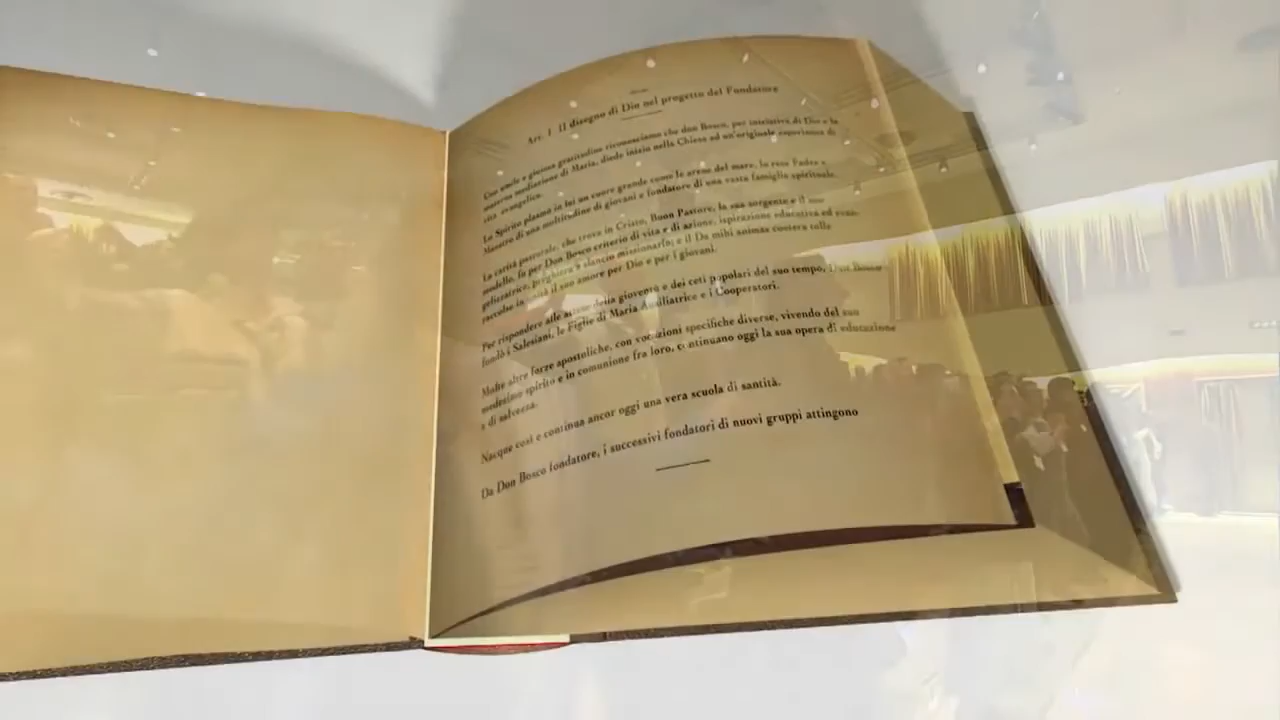 Art. 1 Il disegno di Dio nel progetto del Fondatore
Con umile e gioiosa gratitudine riconosciamo che don Bosco, per iniziativa di Dio e la
materna mediazione di Maria, diede inizio nella Chiesa ad un'originale esperienza di
vita evangelica.
Lo Spirito plasmò in lui un cuore grande come le arene del mare, lo rese Padre e
Maestro di una moltitudine di giovani e fondatore di una vasta famiglia spirituale.
La carità pastorale, che trova in Cristo, Buon Pastore, la sua sorgente e il suo
modello, fu per Don Bosco criterio di vita e di azione, ispirazione educativa ed evan-
gelizzatrice, preghiera e slancio missionario; e il Da mihi animas coetera tolle
raccolse in unità il suo amore per Dio e per i giovani.
Per rispondere alle attese della gioventù e dei ceti popolari del suo tempo, Don Bosco
fondò i Salesiani, le Figlie di Maria Ausiliatrice e i Cooperatori.
Molte altre forze apostoliche, con vocazioni specifiche diverse, vivendo del suo
medesimo spirito e in comunione fra loro, continuano oggi la sua opera di educazione
e di salvezza.
Nacque così e continua ancor oggi una vera scuola di santità.
Da Don Bosco fondatore, i successivi fondatori di nuovi gruppi attingono